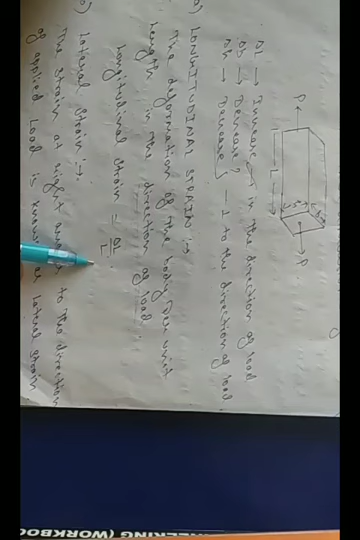 P P
L
δL → Increase → in the direction of load
δb → Decrease
δh → Decrease } → ⊥ to the direction of load
a) LONGITUDINAL STRAIN :-
The deformation of the body per unit
length in the direction of load
Longitudinal strain = δL/L
b) Lateral Strain :-
The strain at right angles to the direction
of applied load is known as lateral strain
NEERING (WORKBOO